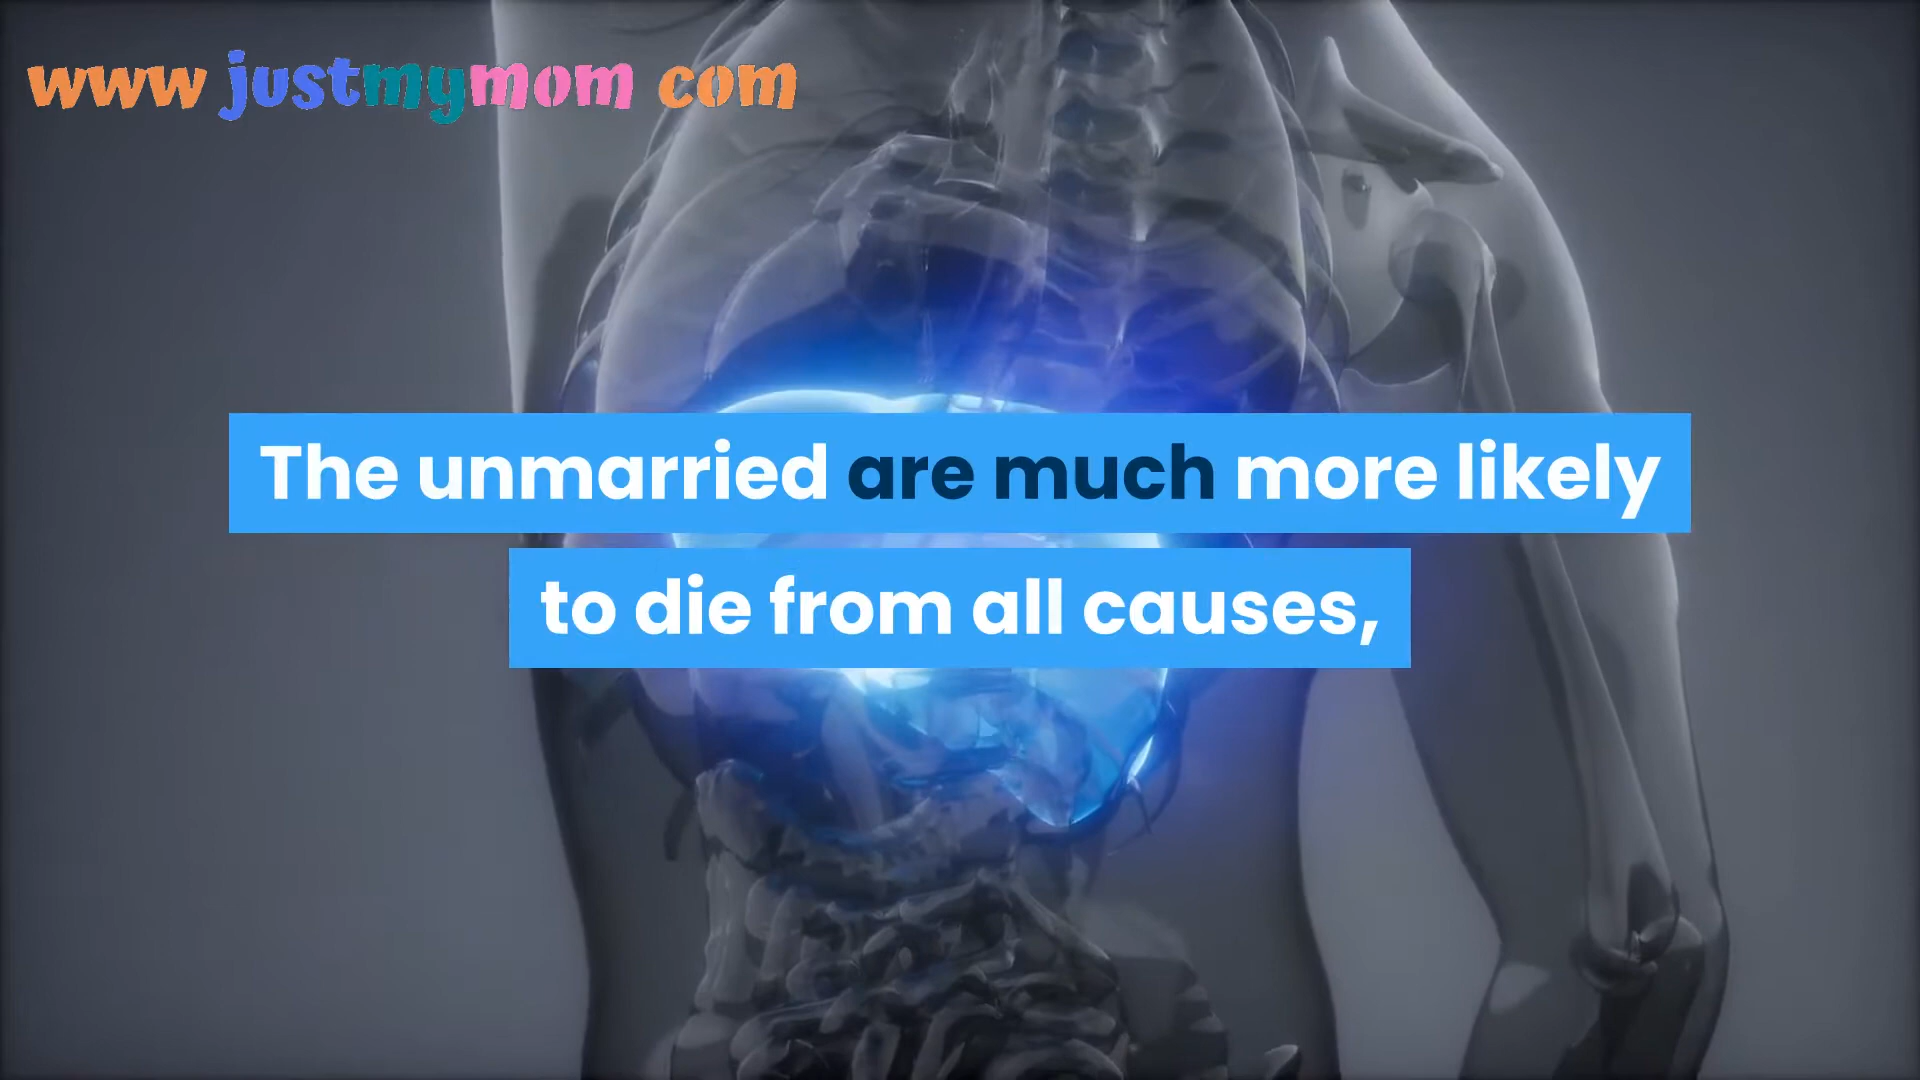 www justmymom com
The unmarried are much more likely
to die from all causes,